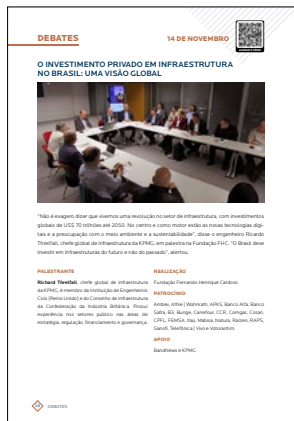 DEBATES
14 DE NOVEMBRO
O INVESTIMENTO PRIVADO EM INFRAESTRUTURA
NO BRASIL: UMA VISÃO GLOBAL
"Não é exagero dizer que vivemos uma revolução no setor de infraestrutura, com investimentos
globais de US$ 70 trilhões até 2050. No centro e como motor estão as novas tecnologias digi-
tais e a preocupação com o meio ambiente e a sustentabilidade", disse o engenheiro Ricardo
Threlfall, chefe global de infraestrutura da KPMG, em palestra na Fundação FHC. "O Brasil deve
investir em infraestruturas do futuro e não do passado", alertou.
PALESTRANTE
Richard Threlfall, chefe global de infraestrutura
da KPMG, é membro da Instituição de Engenheiros
Civis (Reino Unido) e do Conselho de Infraestrutura
da Confederação da Indústria Britânica. Possui
experiência nos setores públicos nas áreas de
estratégia, regulação, financiamento e governança.
REALIZAÇÃO
Fundação Fernando Henrique Cardoso
PATROCÍNIO
Ambev, Athié | Wohnrath, APAS, Banco Alfa, Banco
Safra, B3, Bunge, Carrefour, CCR, Comgas, Cosan,
CPFL, FEMSA, Itau, Mabisa, Natura, Raízen, RAPS,
Sanofi, Telefônica | Vivo e Votorantim.
APOIO
BandNews e KPMG
DEBATES